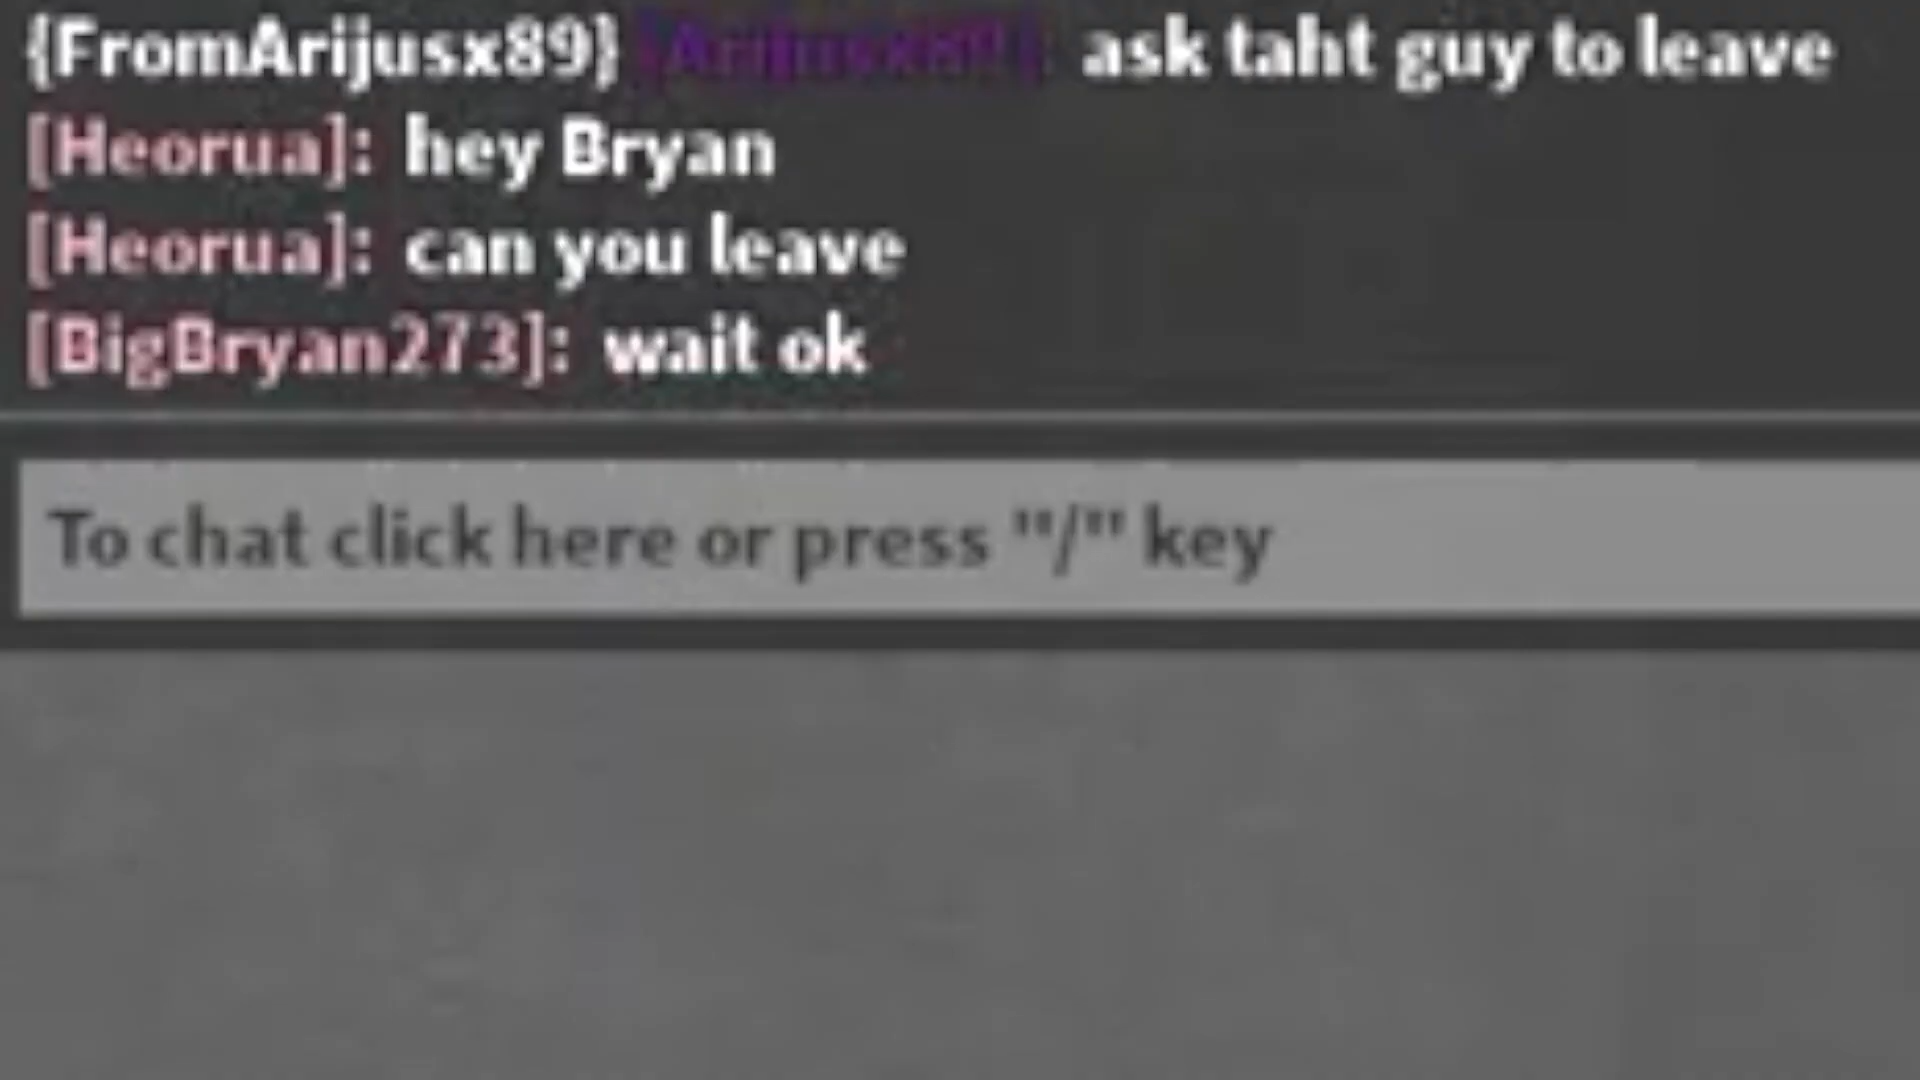 {FromArijusx89} [Arijusx89]: ask taht guy to leave
[Heorua]: hey Bryan
[Heorua]: can you leave
[BigBryan273]: wait ok
To chat click here or press "/" key